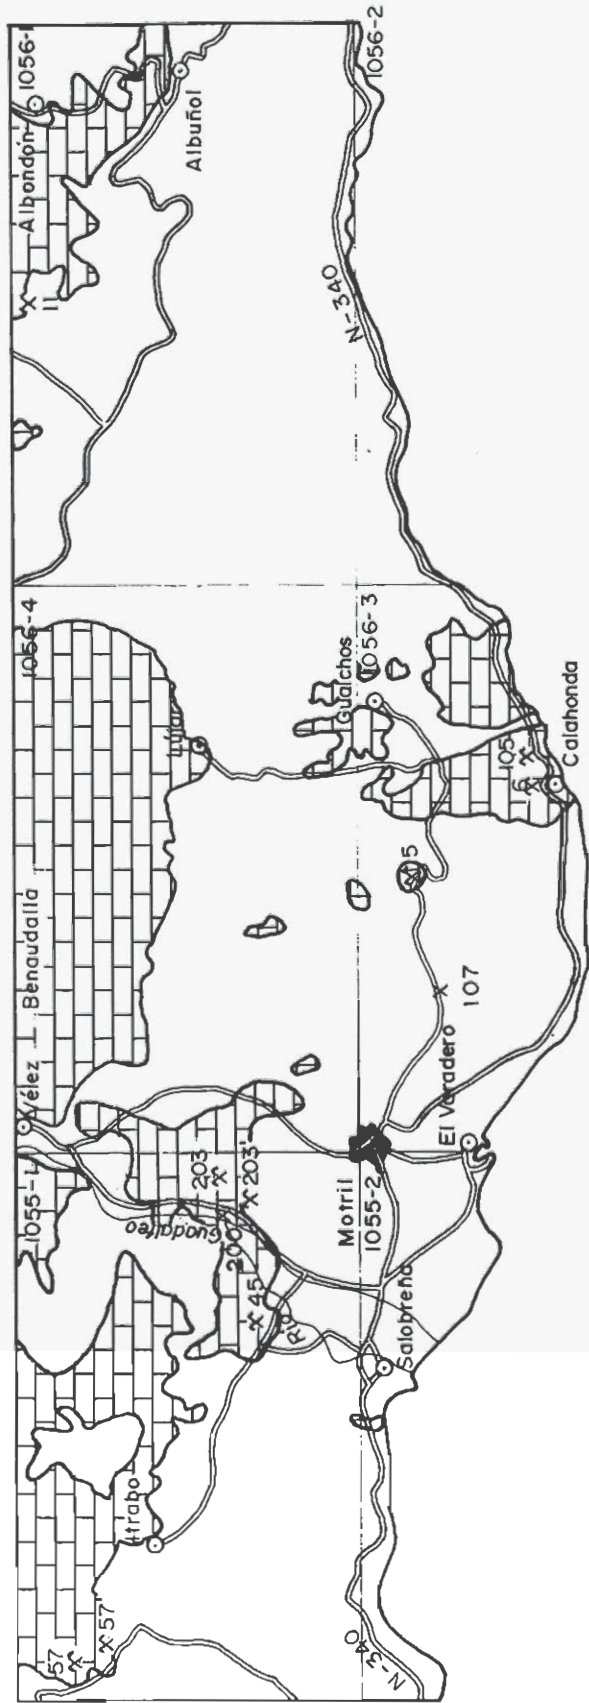 1055-1
Vélez
Benaudalla
1056-4
Albondón
1056-1
11
Itrabo
57
57'
Guadalfeo
203
203'
200
45
Río
Lújar
Albuñol
Motril
1055-2
Gualchos
1056-3
N-340
1056-2
Salobreña
El Varadero
107
5
6
105
Calahonda
N-340